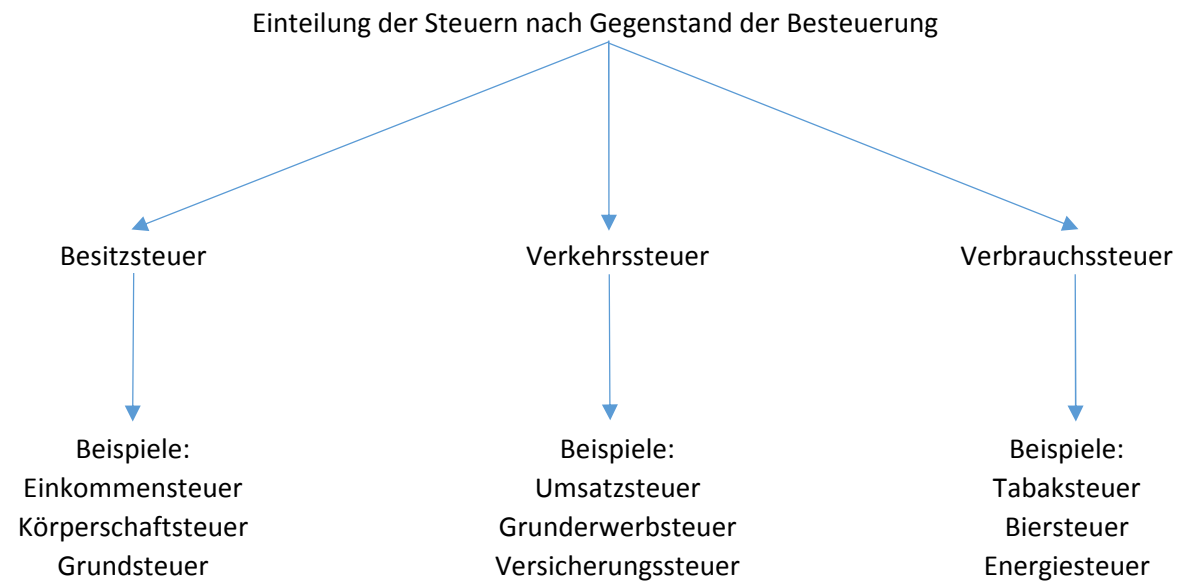 Einteilung der Steuern nach Gegenstand der Besteuerung
Besitzsteuer
Verkehrssteuer
Verbrauchssteuer
Beispiele:
Einkommensteuer
Körperschaftsteuer
Grundsteuer
Beispiele:
Umsatzsteuer
Grunderwerbsteuer
Versicherungssteuer
Beispiele:
Tabaksteuer
Biersteuer
Energiesteuer